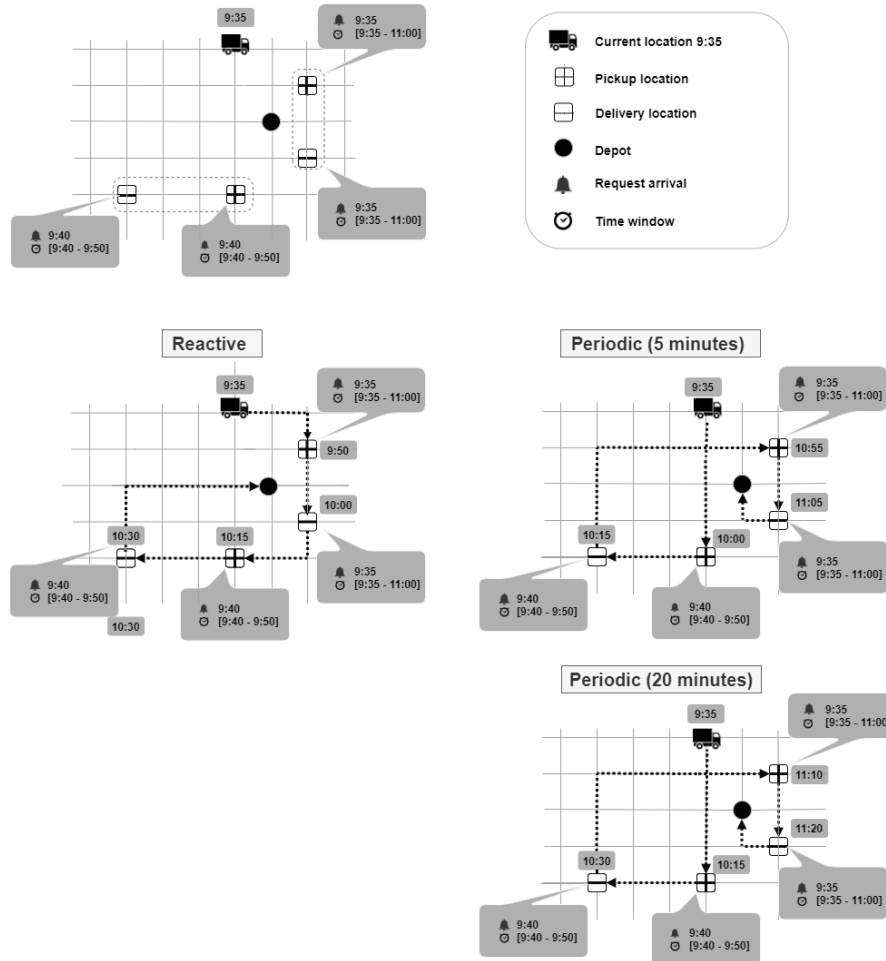 9:35
9:35
[9:35 - 11:00]
9:35
[9:35 - 11:00]
9:40
[9:40 - 9:50]
9:40
[9:40 - 9:50]
Current location 9:35
Pickup location
Delivery location
Depot
Request arrival
Time window
Reactive
9:35
9:35
[9:35 - 11:00]
9:50
10:00
10:30
10:15
9:35
[9:35 - 11:00]
9:40
[9:40 - 9:50]
9:40
[9:40 - 9:50]
10:30
Periodic (5 minutes)
9:35
9:35
[9:35 - 11:00]
10:55
11:05
10:15
10:00
9:35
[9:35 - 11:00]
9:40
[9:40 - 9:50]
9:40
[9:40 - 9:50]
Periodic (20 minutes)
9:35
9:35
[9:35 - 11:00
11:10
11:20
10:30
10:15
9:35
[9:35 - 11:00]
9:40
[9:40 - 9:50]
9:40
[9:40 - 9:50]